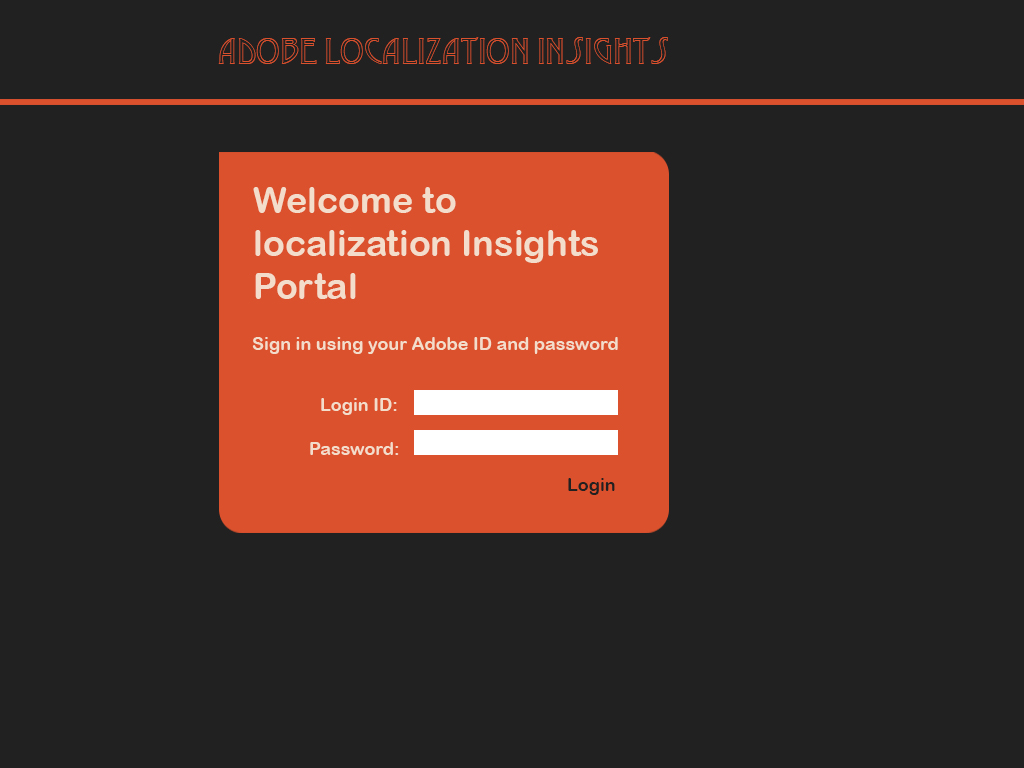 ADOBE LOCALIZATION INSIGHTS
Welcome to
localization Insights
Portal
Sign in using your Adobe ID and password
Login ID:
Password:
Login